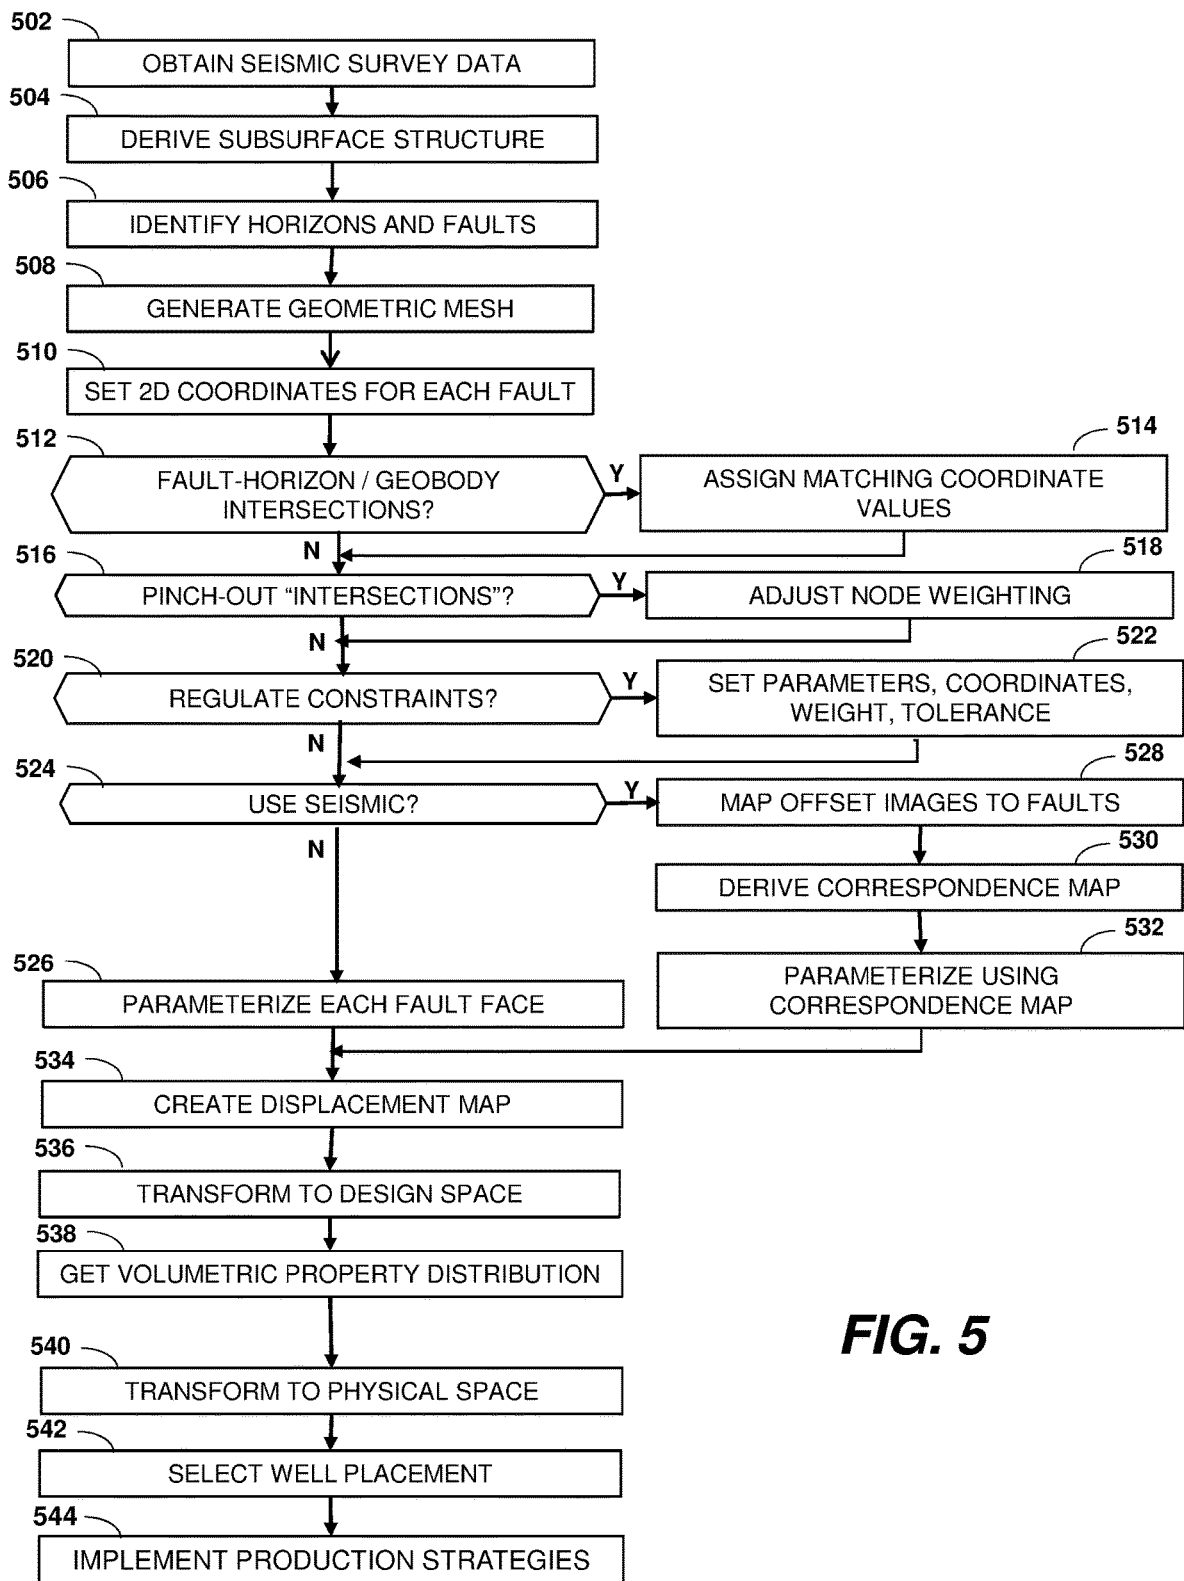 502
OBTAIN SEISMIC SURVEY DATA
504
DERIVE SUBSURFACE STRUCTURE
506
IDENTIFY HORIZONS AND FAULTS
508
GENERATE GEOMETRIC MESH
510
SET 2D COORDINATES FOR EACH FAULT
512
FAULT-HORIZON / GEOBODY
INTERSECTIONS?
Y
514
ASSIGN MATCHING COORDINATE
VALUES
N
516
PINCH-OUT “INTERSECTIONS”?
Y
518
ADJUST NODE WEIGHTING
N
520
REGULATE CONSTRAINTS?
Y
522
SET PARAMETERS, COORDINATES,
WEIGHT, TOLERANCE
N
524
USE SEISMIC?
Y
528
MAP OFFSET IMAGES TO FAULTS
N
530
DERIVE CORRESPONDENCE MAP
532
PARAMETERIZE USING
CORRESPONDENCE MAP
526
PARAMETERIZE EACH FAULT FACE
534
CREATE DISPLACEMENT MAP
536
TRANSFORM TO DESIGN SPACE
538
GET VOLUMETRIC PROPERTY DISTRIBUTION
540
TRANSFORM TO PHYSICAL SPACE
542
SELECT WELL PLACEMENT
544
IMPLEMENT PRODUCTION STRATEGIES
FIG. 5